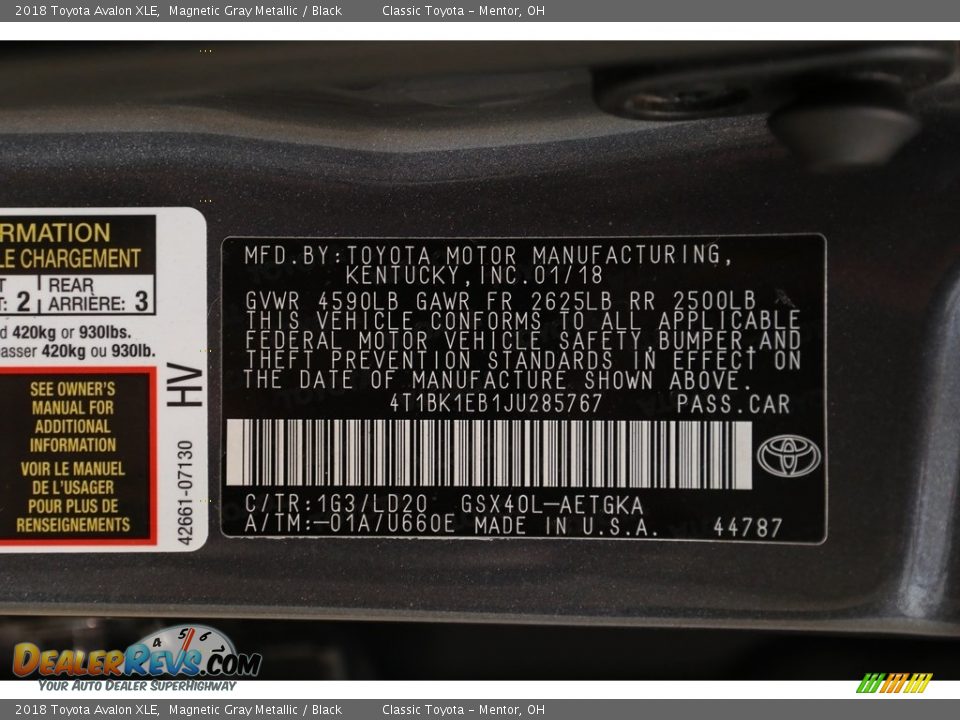 2018 Toyota Avalon XLE,  Magnetic Gray Metallic / Black          Classic Toyota – Mentor, OH
RMATION
LE CHARGEMENT
REAR
2 ARRIÈRE: 3
420kg or 930lbs.
420kg ou 930lb.
SEE OWNER'S
MANUAL FOR
ADDITIONAL
INFORMATION
VOIR LE MANUEL
DE L'USAGER
POUR PLUS DE
RENSEIGNEMENTS
HV
42661-07130
MFD.BY:TOYOTA MOTOR MANUFACTURING,
KENTUCKY,INC.01/18
GVWR 4590LB GAWR FR 2625LB RR 2500LB
THIS VEHICLE CONFORMS TO ALL APPLICABLE
FEDERAL MOTOR VEHICLE SAFETY,BUMPER,AND
THEFT PREVENTION STANDARDS IN EFFECT ON
THE DATE OF MANUFACTURE SHOWN ABOVE.
4T1BK1EB1JU285767 PASS.CAR
C/TR:1G3/LD20 GSX40L-AETGKA
A/TM:-01A/U660E MADE IN U.S.A. 44787
4 5 6
DEALERREVS.COM
YOUR AUTO DEALER SUPERHIGHWAY
2018 Toyota Avalon XLE,  Magnetic Gray Metallic / Black          Classic Toyota – Mentor, OH